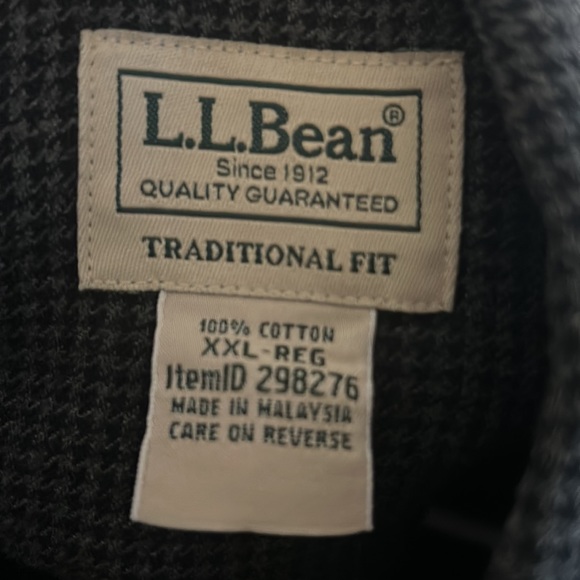 L.L.Bean®
Since 1912
QUALITY GUARANTEED
TRADITIONAL FIT
100% COTTON
XXL-REG
ItemID 298276
MADE IN MALAYSIA
CARE ON REVERSE